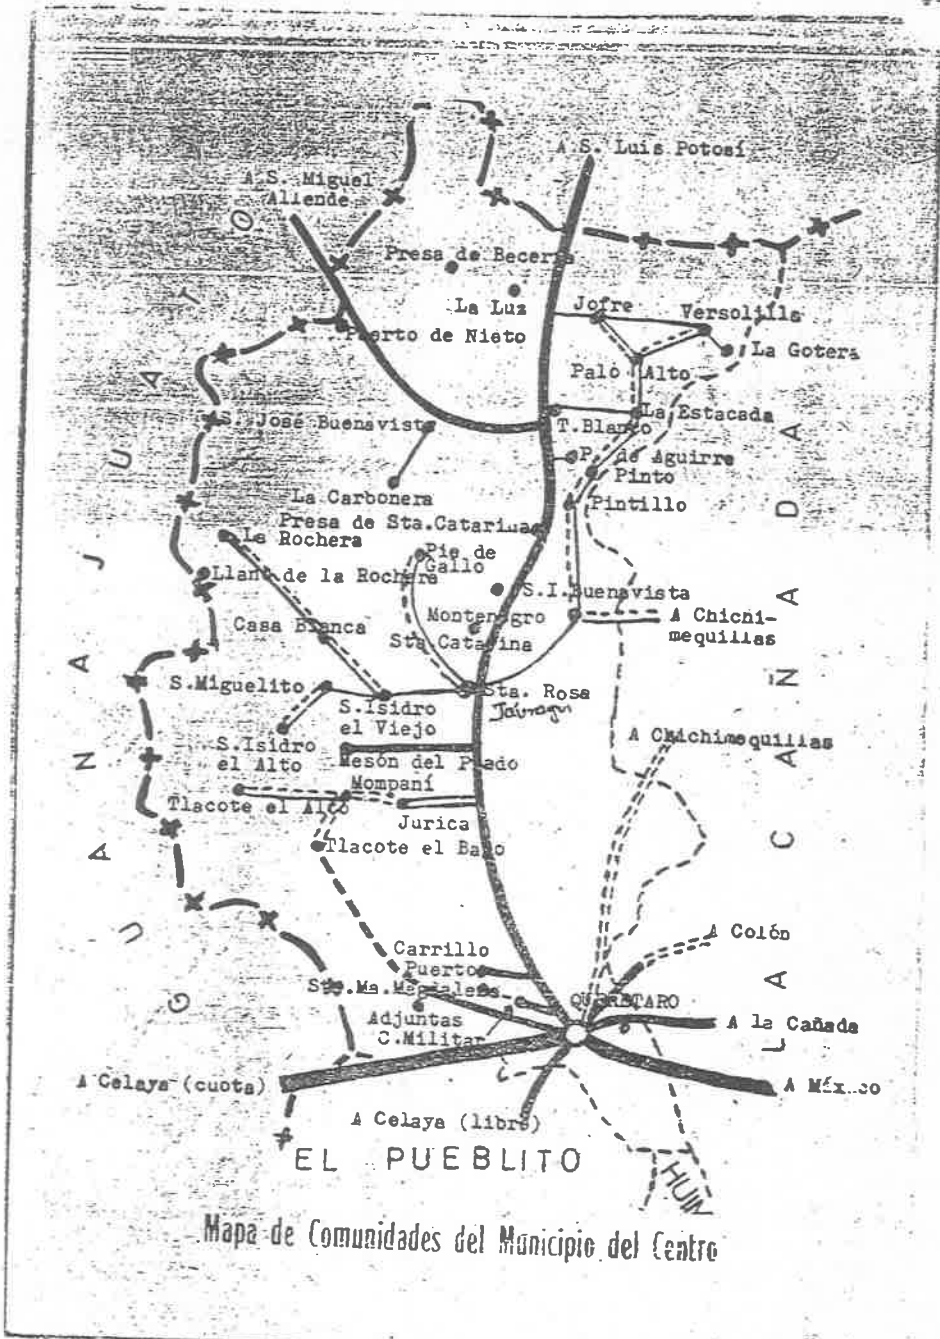 A S. Luis Potosí
A S. Miguel
Allende
Presa de Becerra
La Luz
Jofre
Versolilla
Puerto de Nieto
La Gotera
Palo Alto
S. José Buenavista
La Estacada
T. Blanco
P. de Aguirre
Pinto
La Carbonera
Pintillo
Presa de Sta. Catarina
La Rochera
Pie de
Gallo
Llano de la Rochera
S.I. Buenavista
Montenegro
A Chichi-
mequillas
Casa Blanca
Sta. Catarina
S. Miguelito
Sta. Rosa
Jáuregui
S. Isidro
el Viejo
S. Isidro
el Alto
A Chichimequillas
Mesón del Prado
Mompaní
Tlacote el Alto
Jurica
Tlacote el Bajo
A Colón
Carrillo
Puerto
Sta. Ma. Magdalena
QUERETARO
Adjuntas
C. Militar
A la Cañada
A Celaya (cuota)
A México
A Celaya (libre)
GUANAJUATO
LA CAÑADA
EL PUEBLITO
HUIM
Mapa de Comunidades del Municipio del Centro